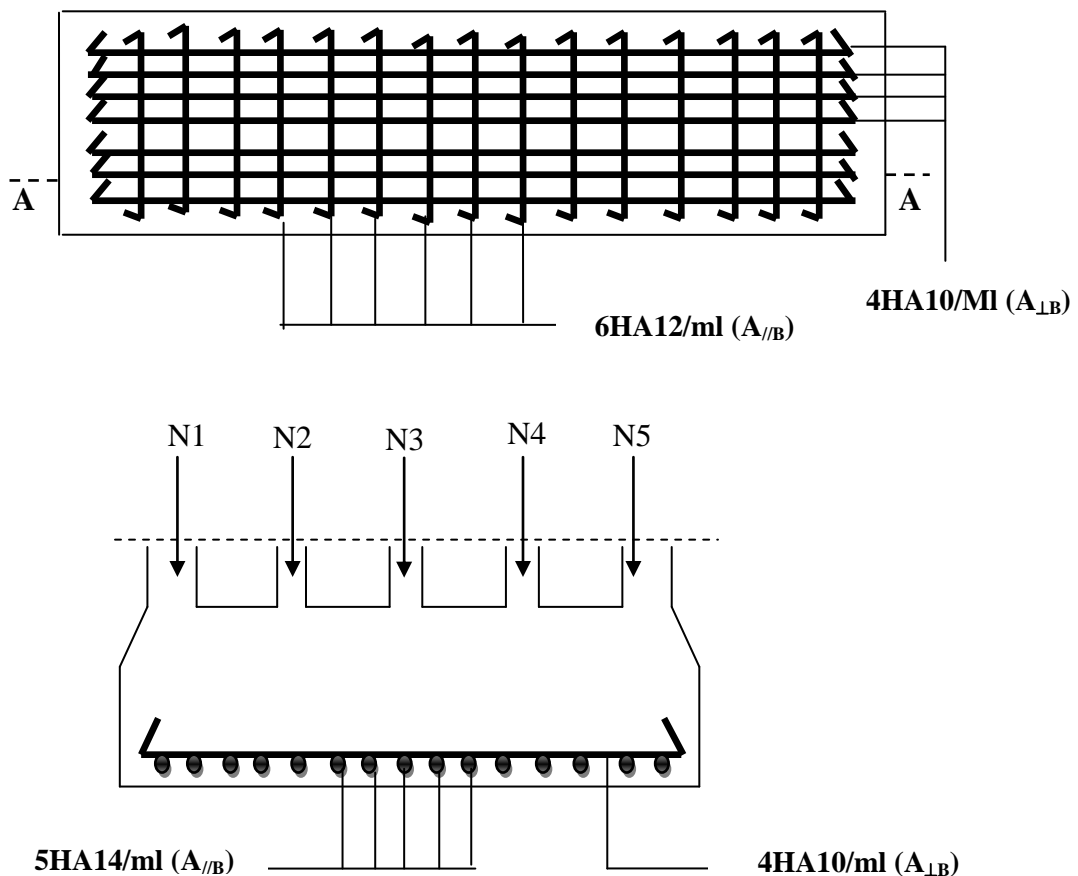 A
A
4HA10/Ml (A⊥B)
6HA12/ml (A//B)
N1 N2 N3 N4 N5
5HA14/ml (A//B)
4HA10/ml (A⊥B)